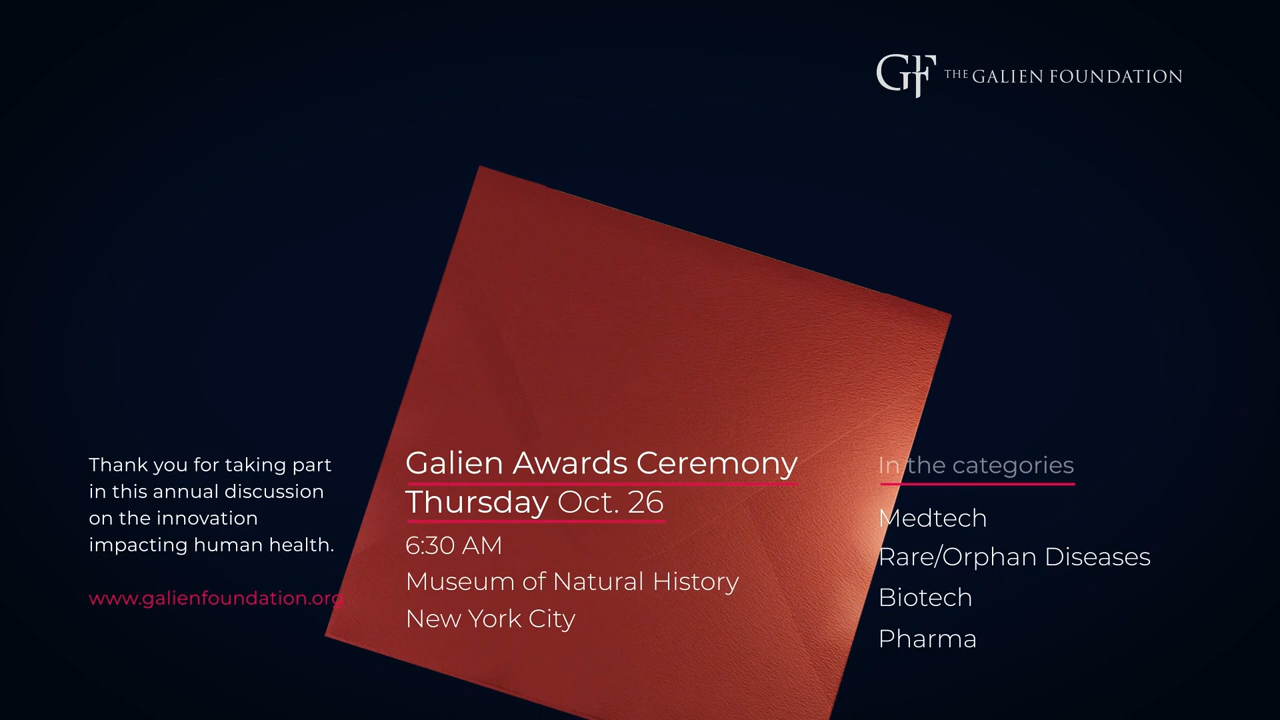 GF THE GALIEN FOUNDATION
Thank you for taking part
in this annual discussion
on the innovation
impacting human health.
www.galienfoundation.org
Galien Awards Ceremony
Thursday Oct. 26
6:30 AM
Museum of Natural History
New York City
In the categories
Medtech
Rare/Orphan Diseases
Biotech
Pharma